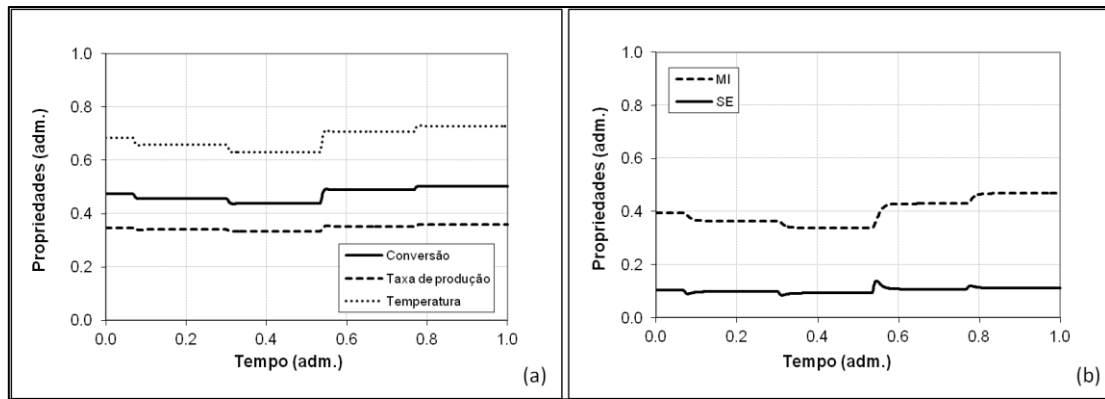 1.0
0.8
0.6
0.4
0.2
0.0
Propriedades (adm.)
Conversão
Taxa de produção
Temperatura
0.0 0.2 0.4 0.6 0.8 1.0
Tempo (adm.)
(a)
1.0
0.8
0.6
0.4
0.2
0.0
Propriedades (adm.)
MI
SE
0.0 0.2 0.4 0.6 0.8 1.0
Tempo (adm.)
(b)